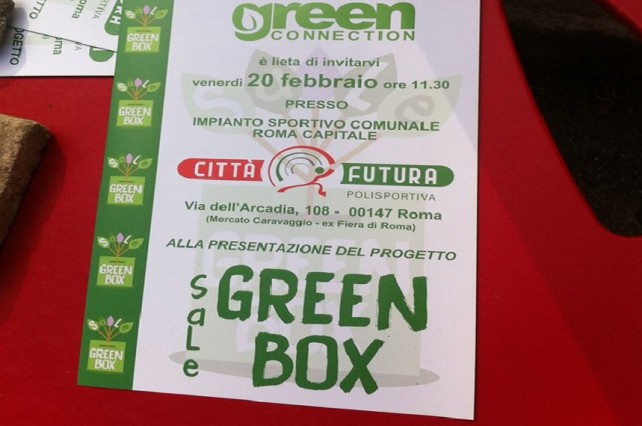 green
CONNECTION
è lieta di invitarvi
venerdì 20 febbraio ore 11.30
PRESSO
IMPIANTO SPORTIVO COMUNALE
ROMA CAPITALE
CITTÀ FUTURA
POLISPORTIVA
Via dell'Arcadia, 108 - 00147 Roma
(Mercato Caravaggio - ex Fiera di Roma)
ALLA PRESENTAZIONE DEL PROGETTO
saLe
GREEN
BOX
GREEN
BOX
GREEN
BOX
GREEN
BOX
GREEN
BOX
GREEN
BOX
Roma